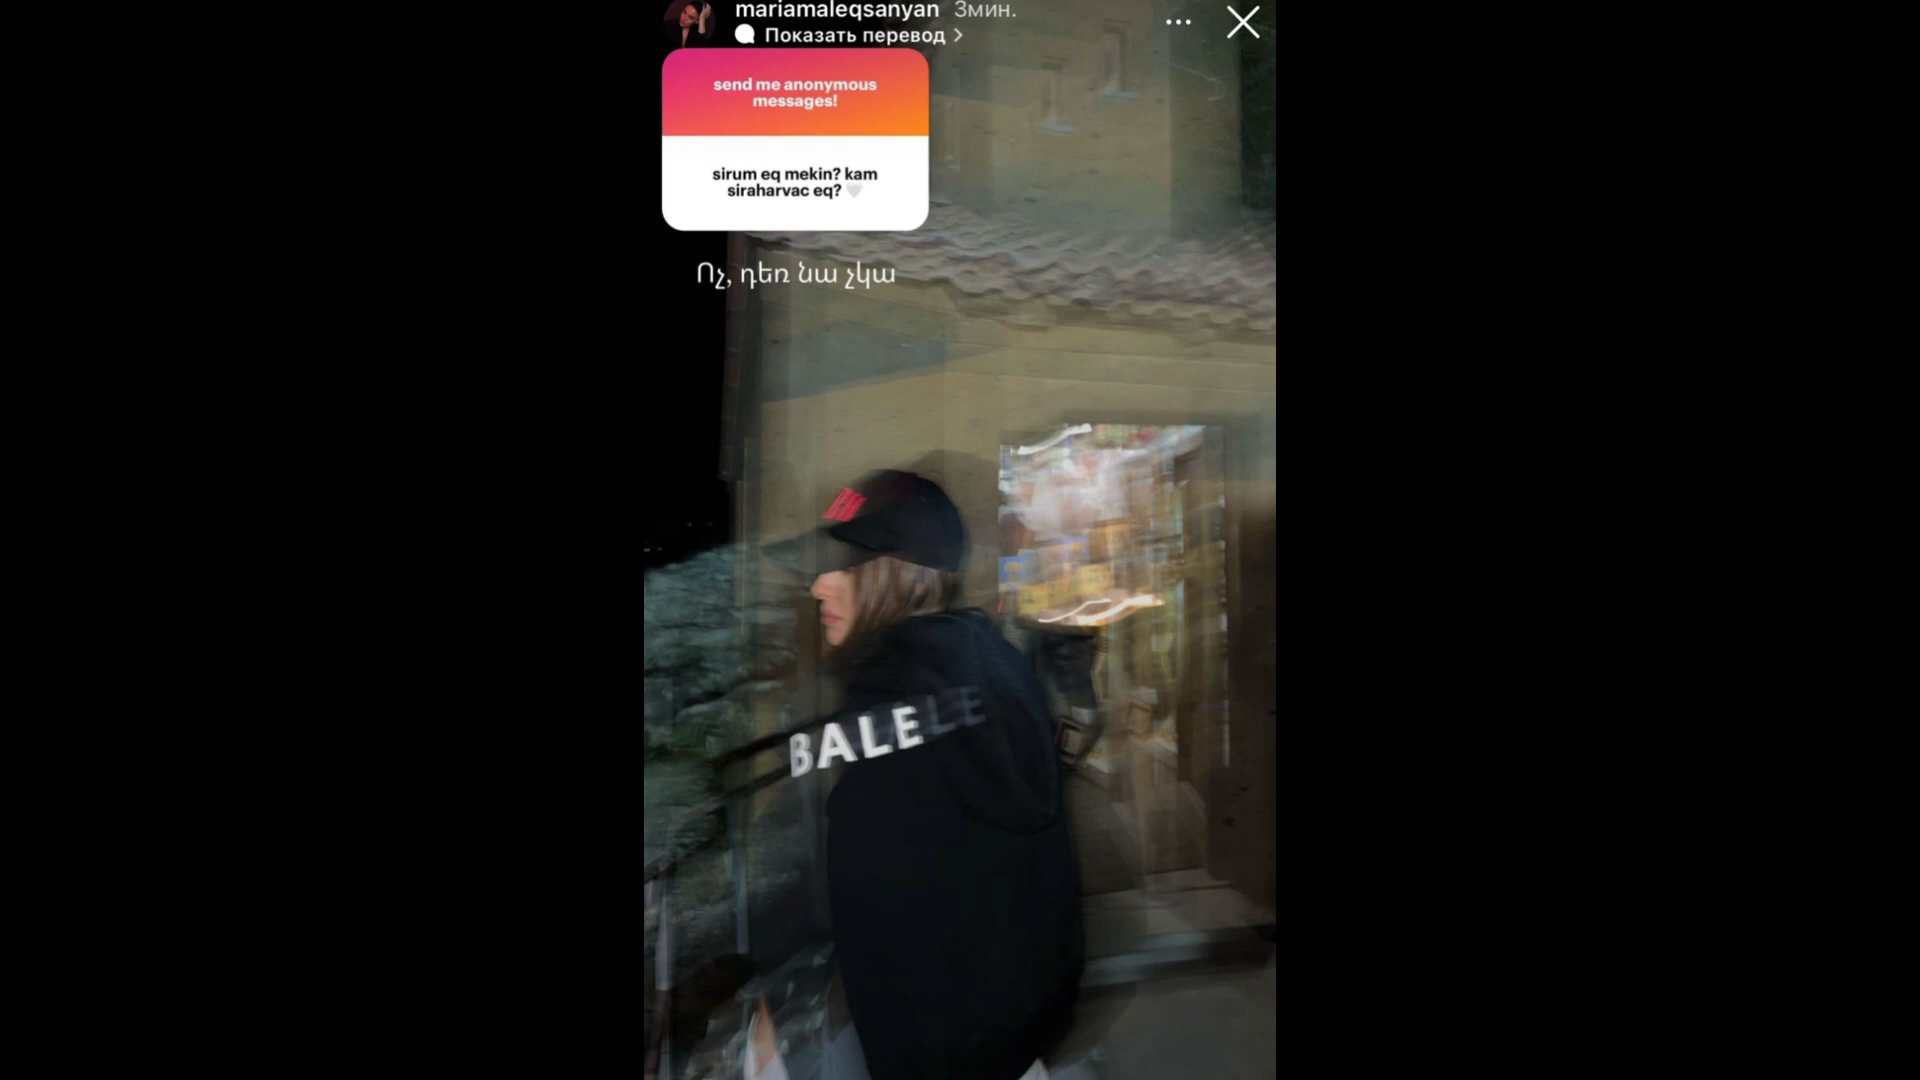 mariamaleqsanyan 3мин.
Показать перевод
send me anonymous
messages!
sirum eq mekin? kam
siraharvac eq? 🤍
Ոչ, դեռ նա չկա
BALE
LE